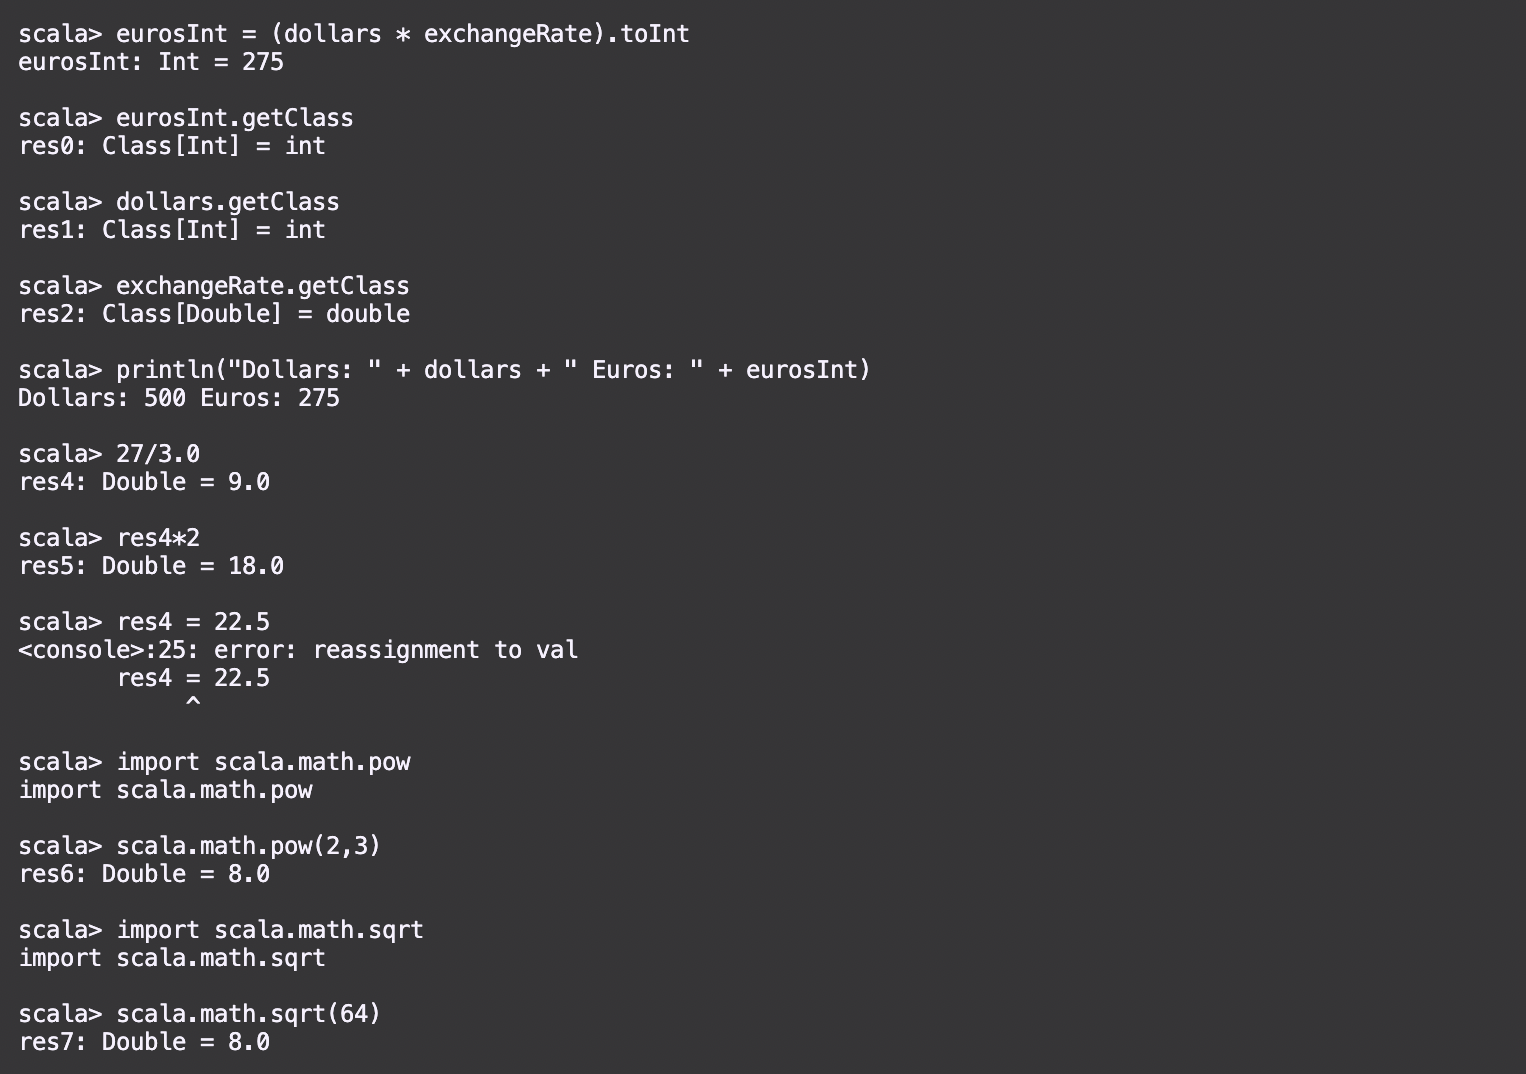 scala> eurosInt = (dollars * exchangeRate).toInt
eurosInt: Int = 275
scala> eurosInt.getClass
res0: Class[Int] = int
scala> dollars.getClass
res1: Class[Int] = int
scala> exchangeRate.getClass
res2: Class[Double] = double
scala> println("Dollars: " + dollars + " Euros: " + eurosInt)
Dollars: 500 Euros: 275
scala> 27/3.0
res4: Double = 9.0
scala> res4*2
res5: Double = 18.0
scala> res4 = 22.5
<console>:25: error: reassignment to val
       res4 = 22.5
            ^
scala> import scala.math.pow
import scala.math.pow
scala> scala.math.pow(2,3)
res6: Double = 8.0
scala> import scala.math.sqrt
import scala.math.sqrt
scala> scala.math.sqrt(64)
res7: Double = 8.0